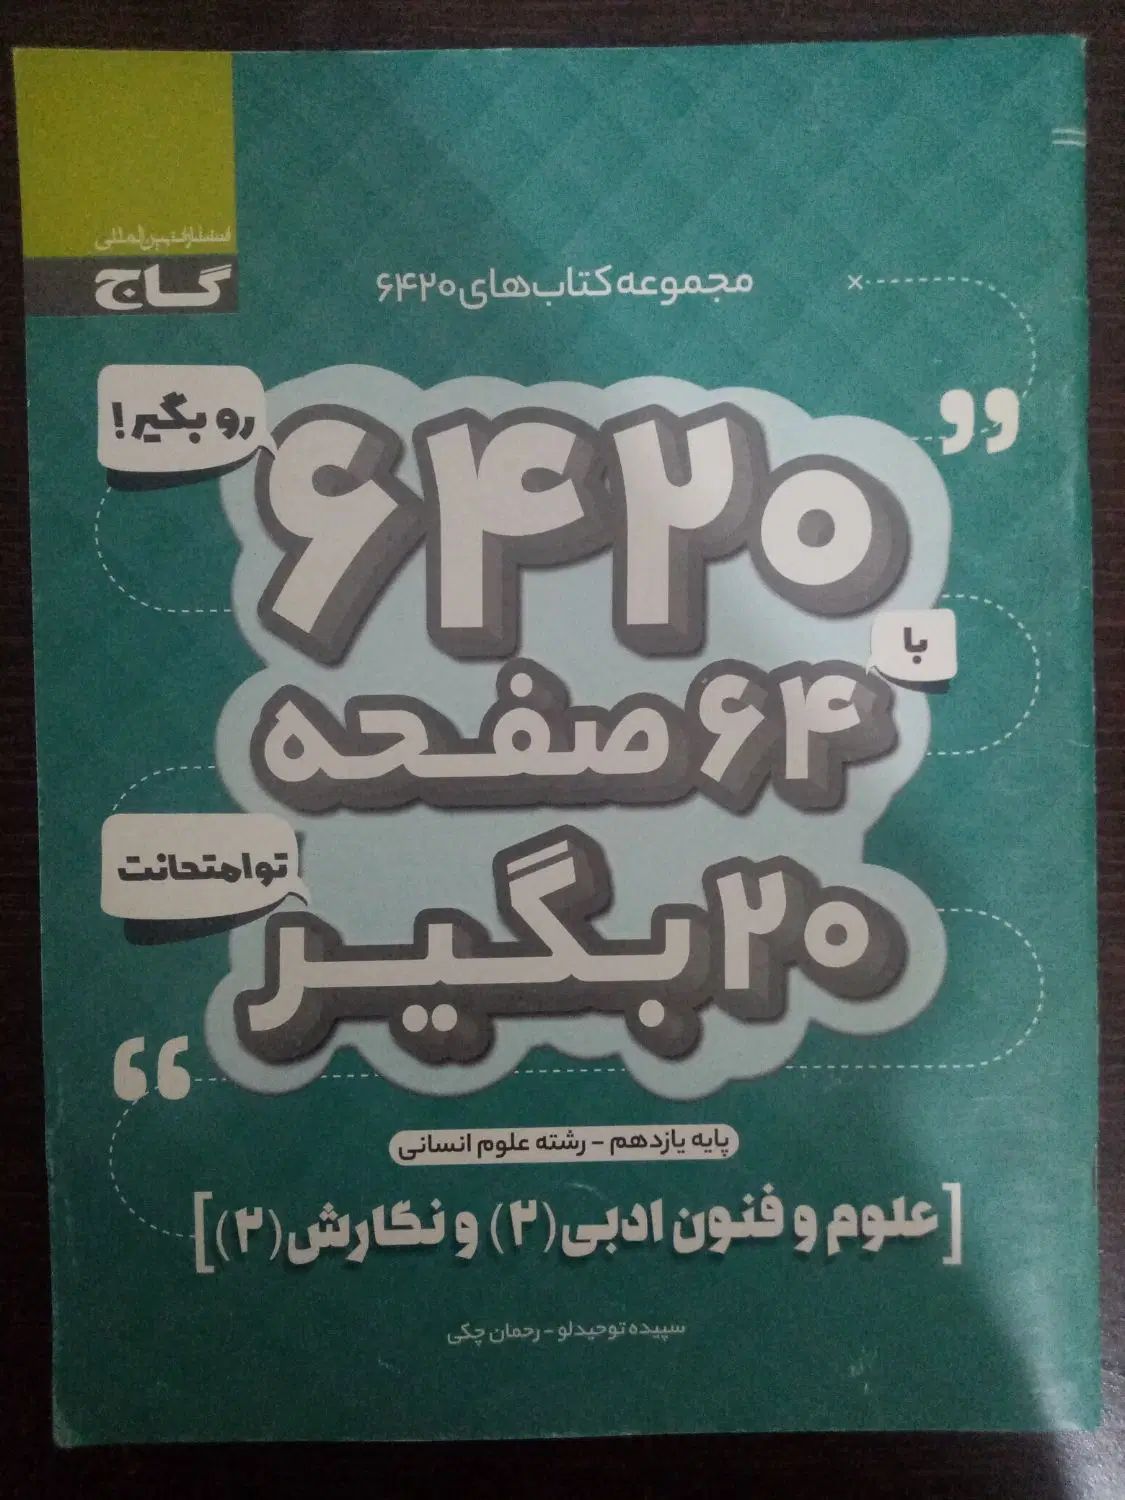 انتشارات بین‌المللی
گاج
مجموعه کتاب‌های ۶۴۲۰
۶۴۲۰
رو بگیر!
با
۶۴ صفحه
تو امتحانت
۲۰ بگیر
پایه یازدهم - رشته علوم انسانی
[علوم و فنون ادبی (۲) و نگارش (۲)]
سپیده توحیدلو - رحمان چکی